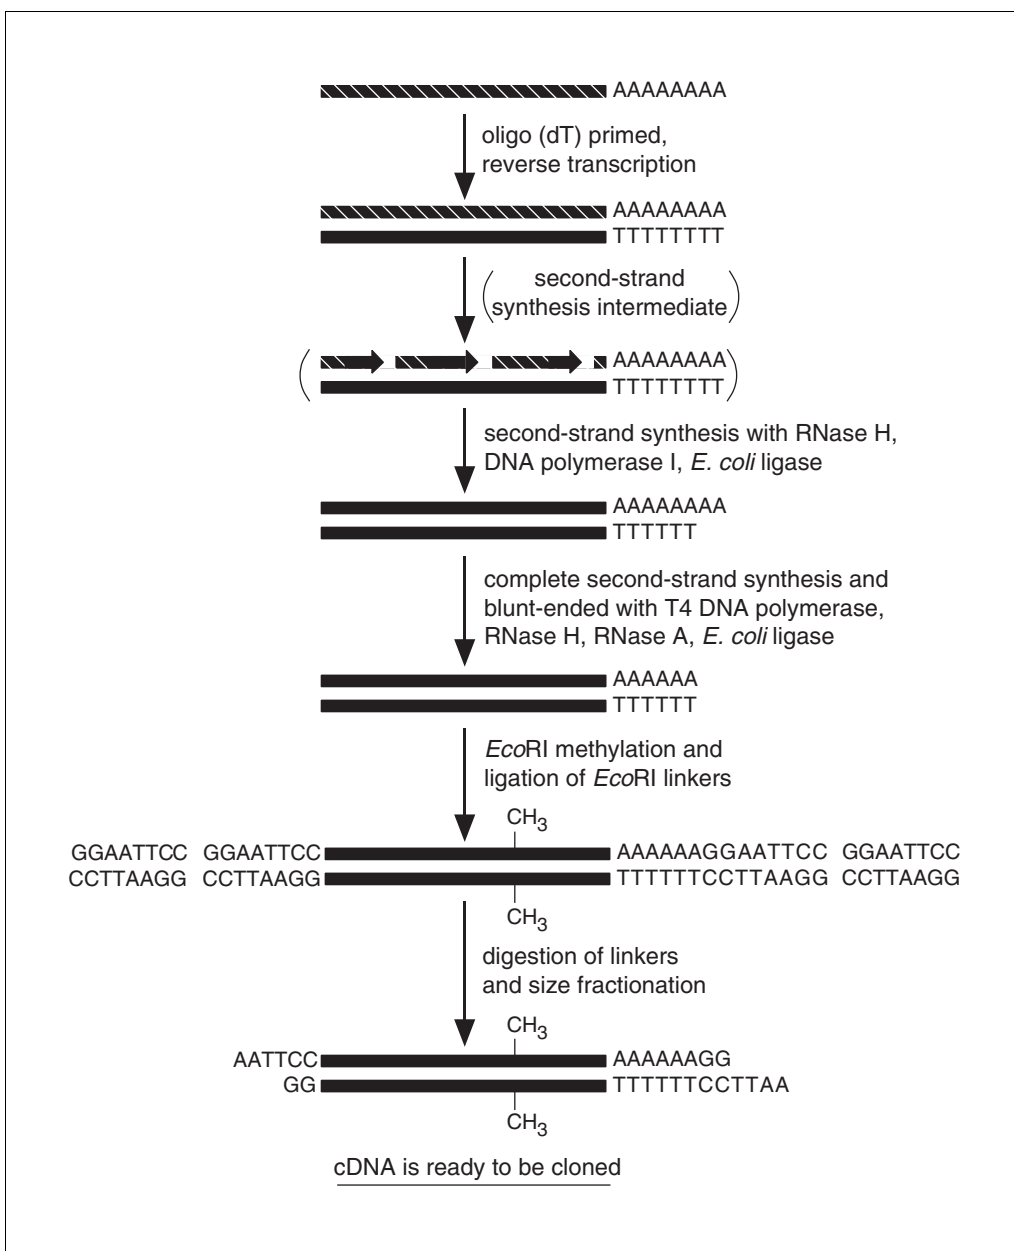 AAAAAAAA
oligo (dT) primed,
reverse transcription
AAAAAAAA
TTTTTTTT
second-strand
synthesis intermediate
AAAAAAAA
TTTTTTTT
second-strand synthesis with RNase H,
DNA polymerase I, E. coli ligase
AAAAAAAA
TTTTTT
complete second-strand synthesis and
blunt-ended with T4 DNA polymerase,
RNase H, RNase A, E. coli ligase
AAAAAA
TTTTTT
EcoRI methylation and
ligation of EcoRI linkers
CH3
GGAATTCC GGAATTCC AAAAAAGGAATTCC GGAATTCC
CCTTAAGG CCTTAAGG TTTTTTCCTTAAGG CCTTAAGG
CH3
digestion of linkers
and size fractionation
CH3
AATTCC AAAAAAGG
GG TTTTTTCCTTAA
CH3
cDNA is ready to be cloned